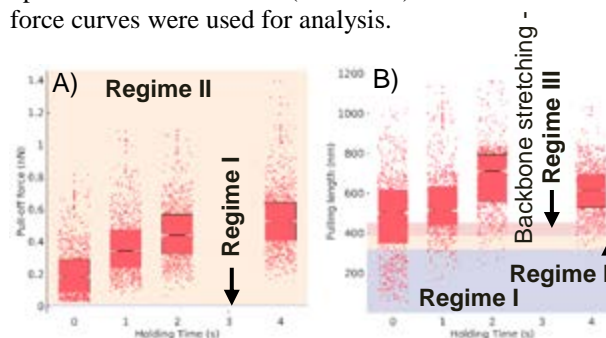 force curves were used for analysis.
A)
Regime II
Regime I
Pull-off force (nN)
1.4
1.2
1
0.8
0.6
0.4
0.2
0
0 1 2 3 4
Holding Time (s)
B)
Backbone stretching -
Regime III
Regime I
Regime I
Pulling length (nm)
1200
1000
800
600
400
200
0 1 2 3 4
Holding Time (s)